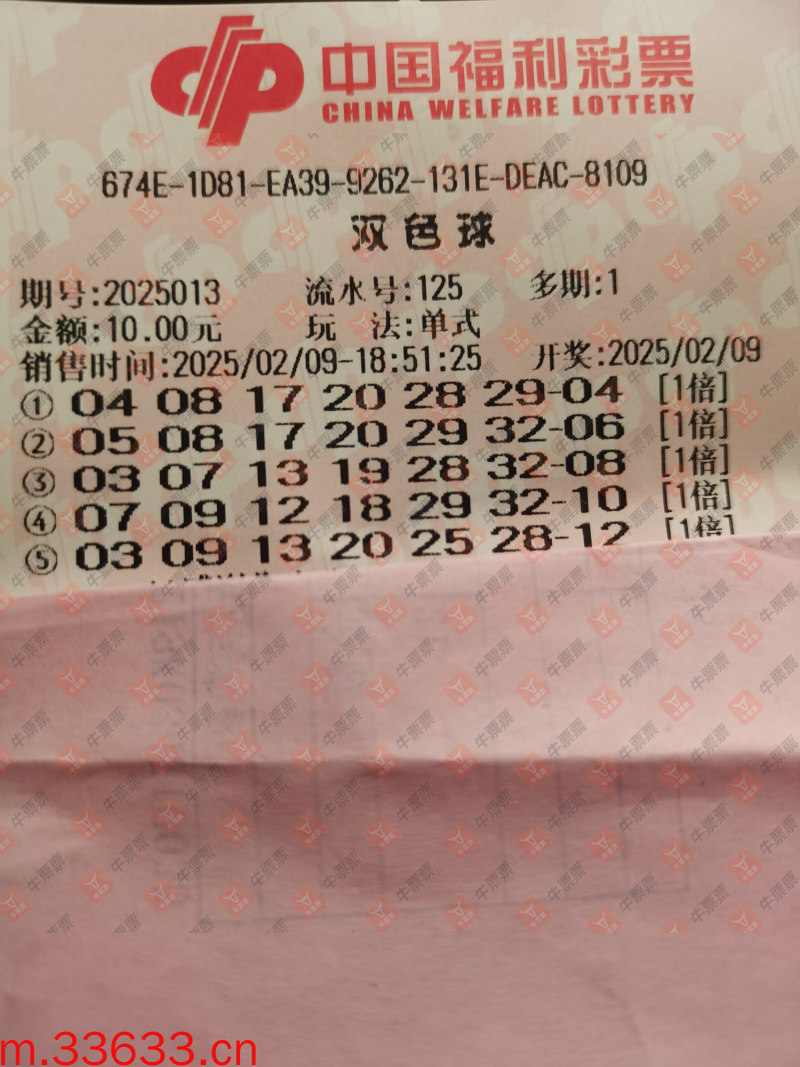 中国福利彩票
CHINA WELFARE LOTTERY
674E-1D81-EA39-9262-131E-DEAC-8109
双色球
期号:2025013 流水号:125 多期:1
金额:10.00元 玩 法:单式
销售时间:2025/02/09-18:51:25 开奖:2025/02/09
① 04 08 17 20 28 29-04 [1倍]
② 05 08 17 20 29 32-06 [1倍]
③ 03 07 13 19 28 32-08 [1倍]
④ 07 09 12 18 29 32-10 [1倍]
⑤ 03 09 13 20 25 28-12 [1倍]
牛票票
m.33633.cn